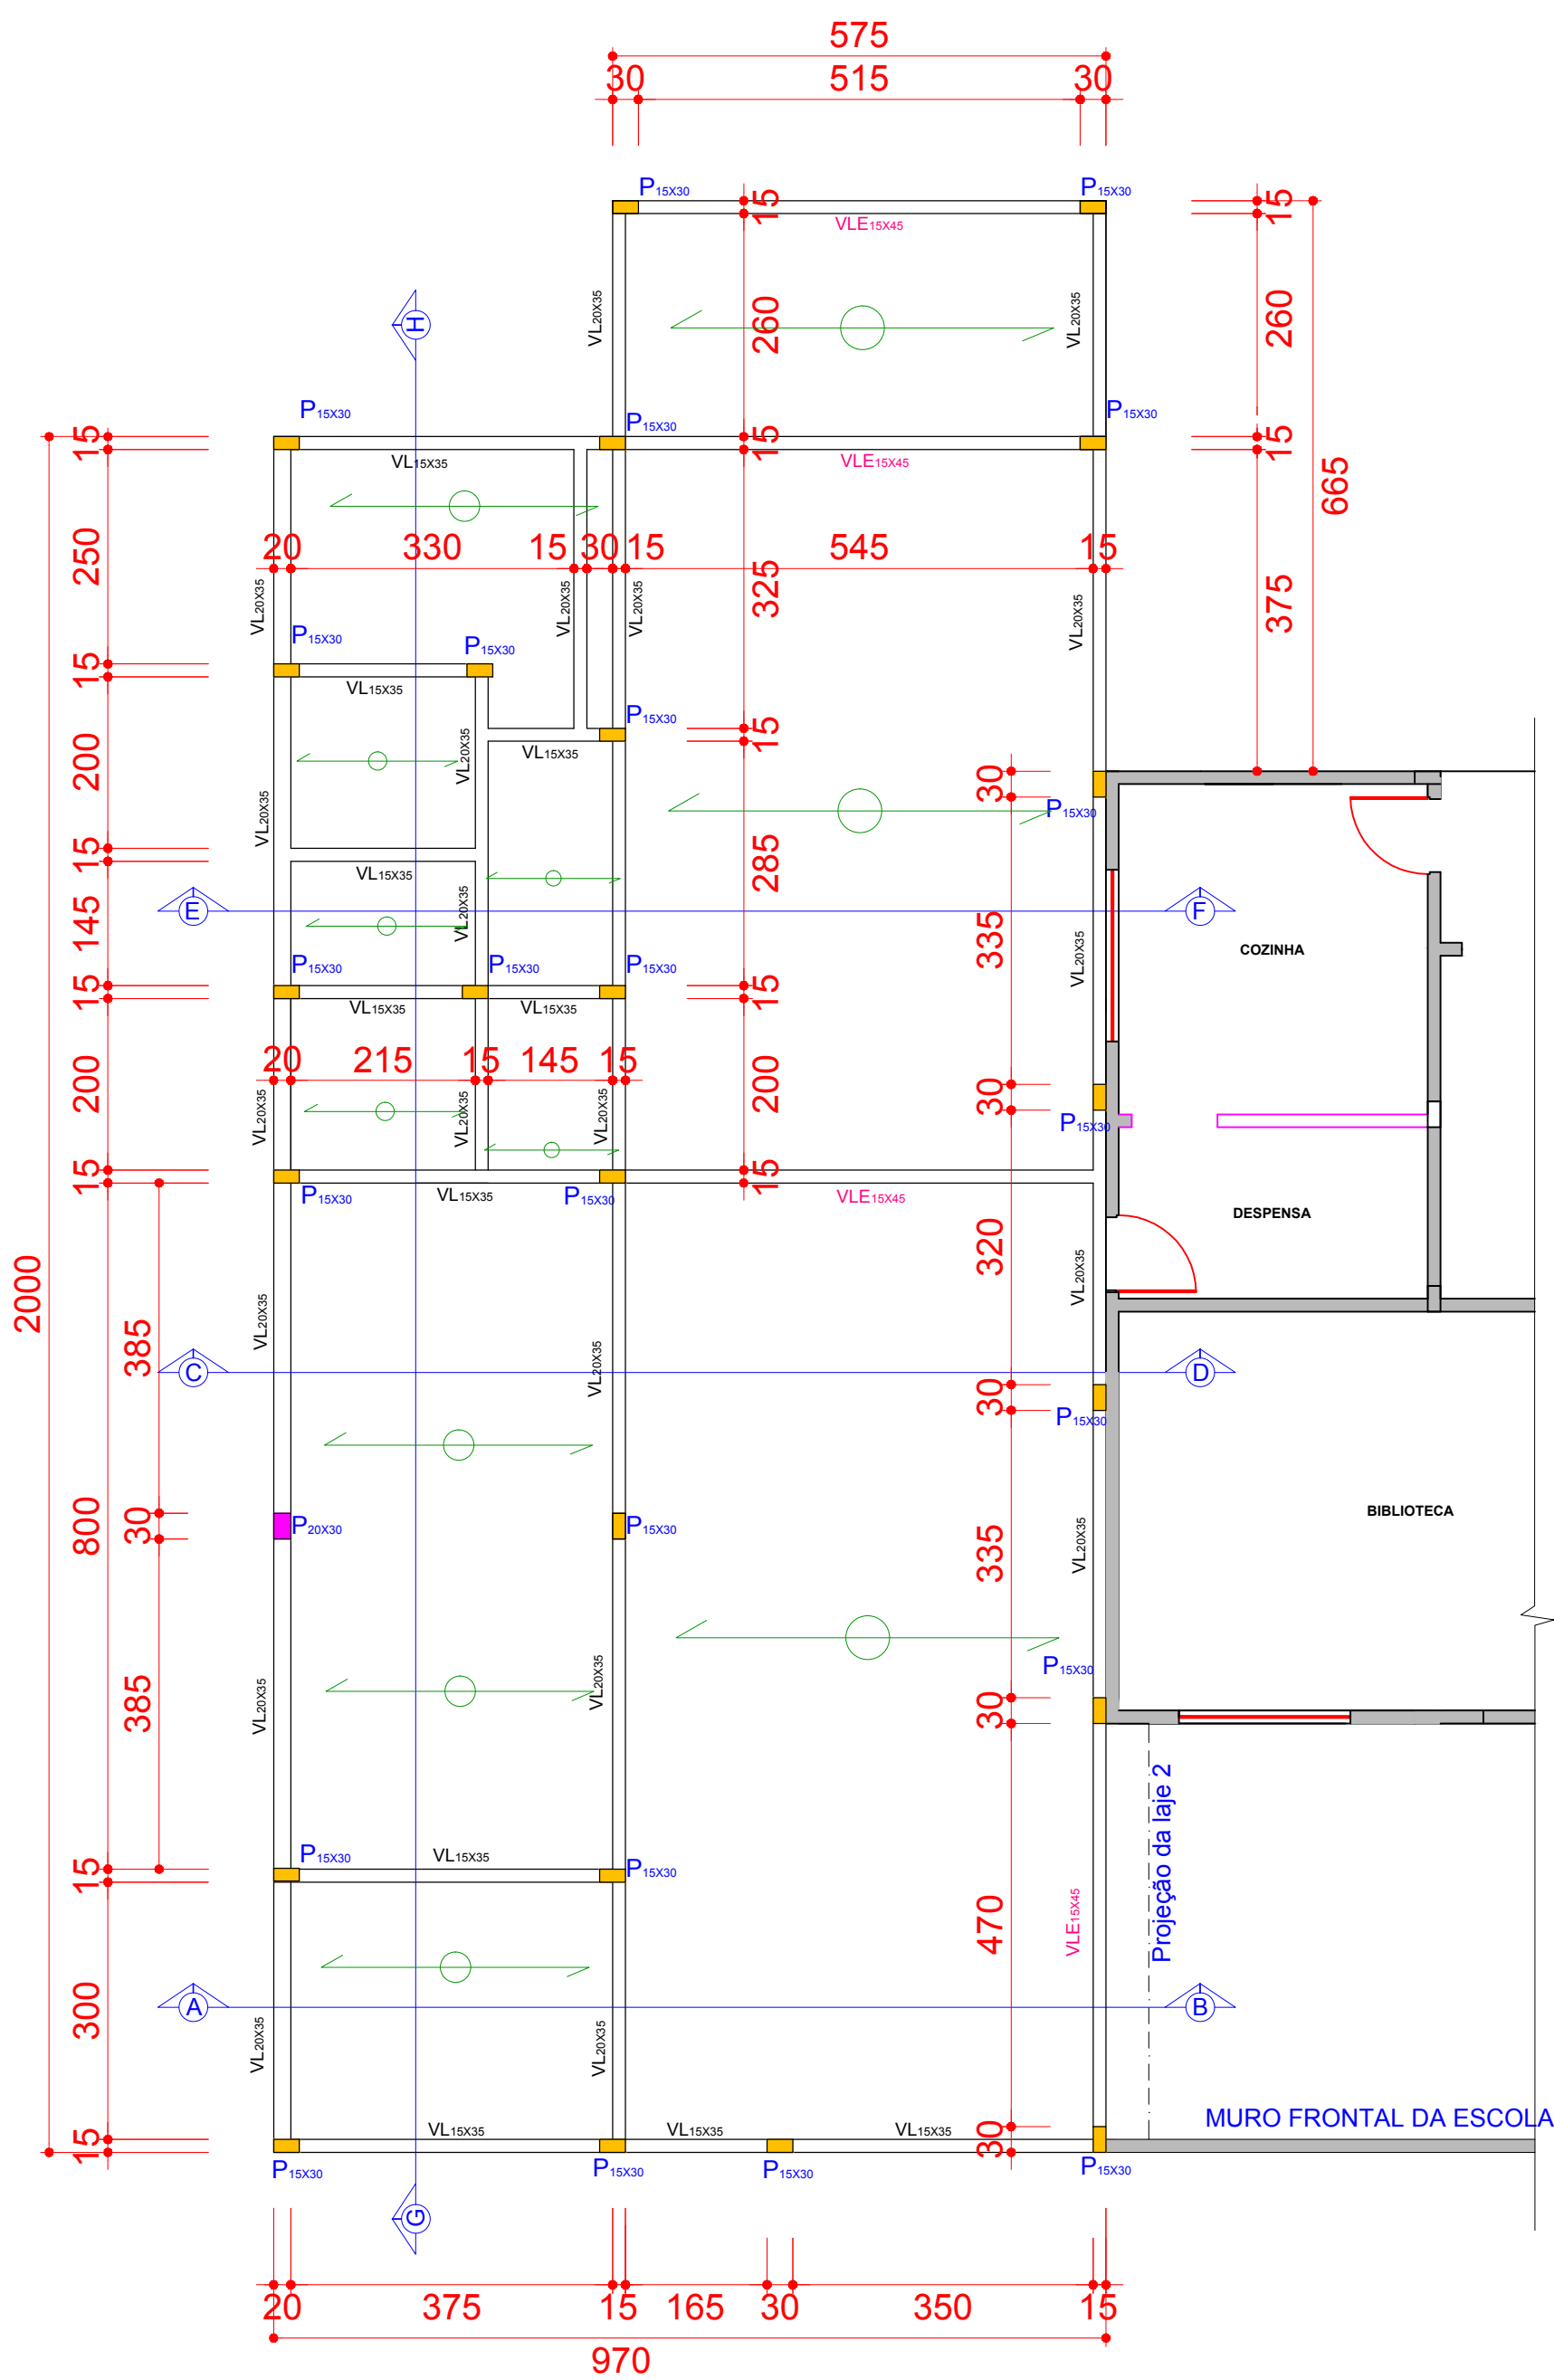 575
30 515 30
P15X30 P15X30
15 VLE15X45 15
VL20X35 VL20X35
260 260
H
P15X30 P15X30 P15X30
15 15 15
VL15X35 VLE15X45
665
250 20 330 15 30 15 545 15
325 375
VL20X35 VL20X35 VL20X35 VL20X35
P15X30 P15X30
15
VL15X35
P15X30
15
VL15X35
200 VL20X35
30
VL20X35 P15X30
15
VL15X35 285
E F
145 VL20X35 335 VL20X35 COZINHA
P15X30 P15X30 P15X30
15 15
VL15X35 VL15X35
20 215 15 145 15
200 200 30
VL20X35 VL20X35 VL20X35 P15X30
15 15
P15X30 VL15X35 P15X30 VLE15X45
DESPENSA
320 VL20X35
2000
385 VL20X35 VL20X35
C D
30
P15X30
BIBLIOTECA
800 30 P20X30 P15X30
335 VL20X35
P15X30
385 VL20X35 VL20X35
30
Projeção da laje 2
15 P15X30 VL15X35 P15X30
470 VLE15X45
A B
300 VL20X35 VL20X35
MURO FRONTAL DA ESCOLA
15 VL15X35 VL15X35 VL15X35 30
P15X30 P15X30 P15X30 P15X30
G
20 375 15 165 30 350 15
970